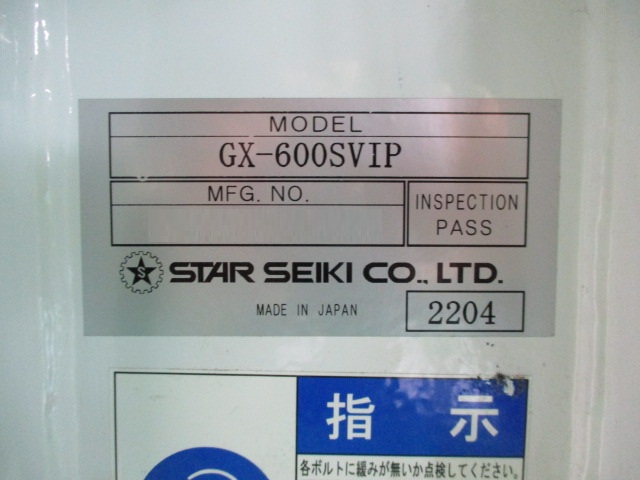 MODEL
GX-600SVIP
MFG. NO.
INSPECTION
PASS
STAR SEIKI CO., LTD.
MADE IN JAPAN
2204
指示
各ボルトに緩みが無いか点検してください。